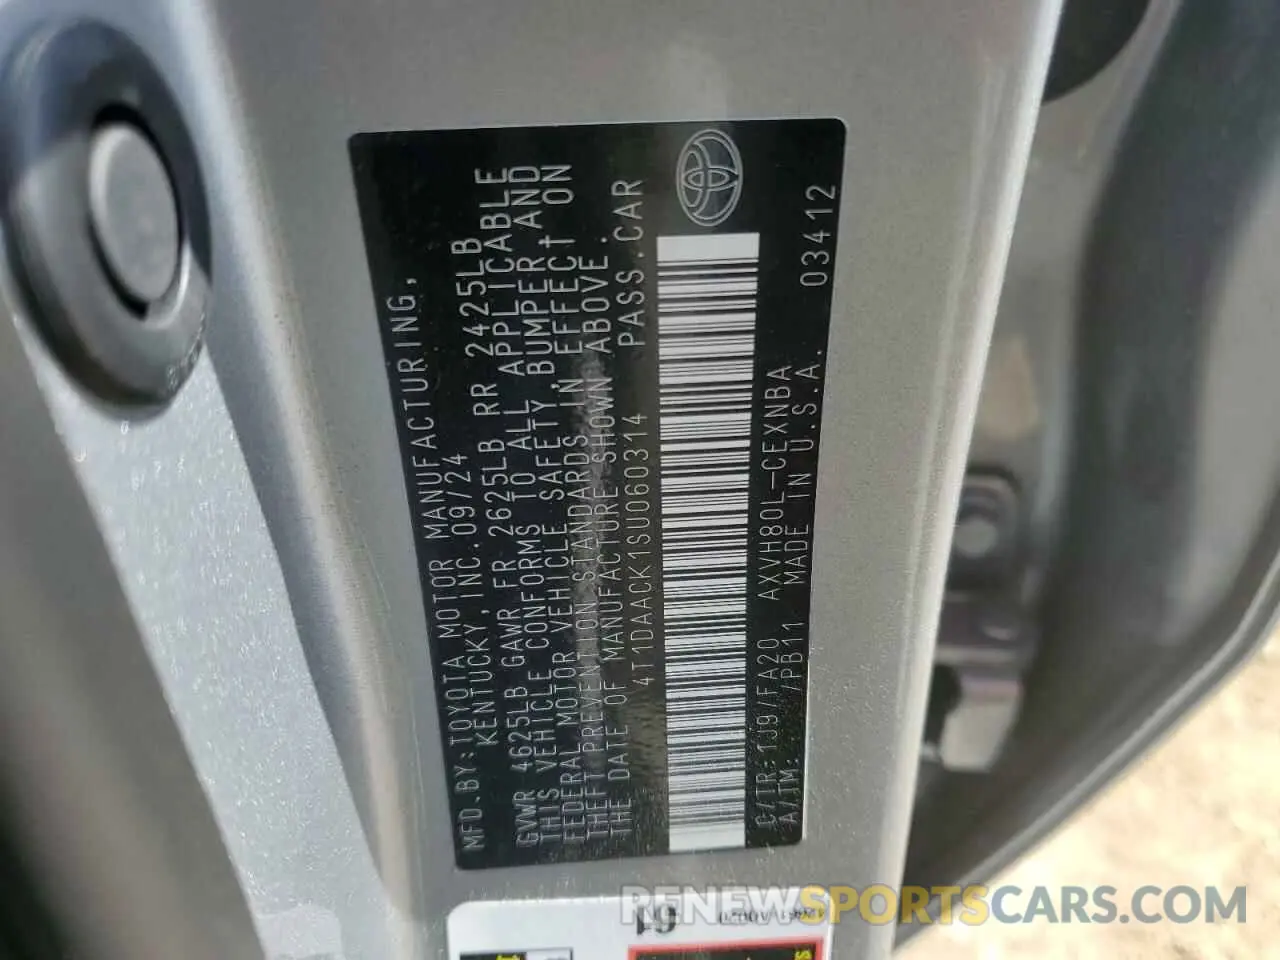 MFD.BY:TOYOTA MOTOR MANUFACTURING,
KENTUCKY, INC. 09/24
GVWR 4625LB GAWR FR 2625LB RR 2425LB
THIS VEHICLE CONFORMS TO ALL APPLICABLE
FEDERAL MOTOR VEHICLE SAFETY, BUMPER AND
THEFT PREVENTION STANDARDS IN EFFECT ON
THE DATE OF MANUFACTURE SHOWN ABOVE.
4T1DAACK1SU060314 PASS.CAR
C/TR:1J9/FA20 AXVH80L-CEXNBA
A/TM: /PB11 MADE IN U.S.A. 03412
RENEWSPORTSCARS.COM